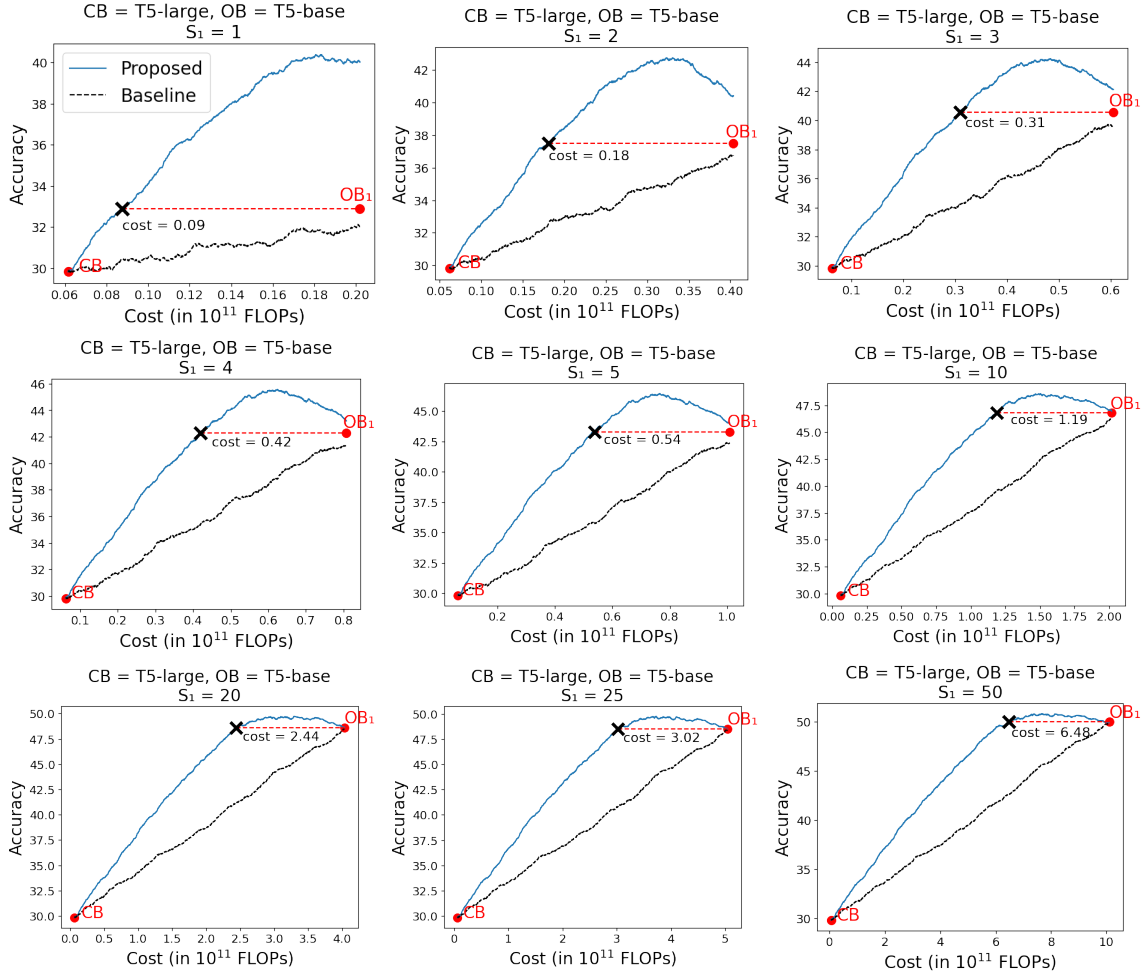 CB = T5-large, OB = T5-base
S₁ = 1
Accuracy
40
38
36
34
32
30
Proposed
Baseline
OB₁
cost = 0.09
CB
0.06 0.08 0.10 0.12 0.14 0.16 0.18 0.20
Cost (in 10¹¹ FLOPs)
CB = T5-large, OB = T5-base
S₁ = 2
Accuracy
42
40
38
36
34
32
30
OB₁
cost = 0.18
CB
0.05 0.10 0.15 0.20 0.25 0.30 0.35 0.40
Cost (in 10¹¹ FLOPs)
CB = T5-large, OB = T5-base
S₁ = 3
Accuracy
44
42
40
38
36
34
32
30
OB₁
cost = 0.31
CB
0.1 0.2 0.3 0.4 0.5 0.6
Cost (in 10¹¹ FLOPs)
CB = T5-large, OB = T5-base
S₁ = 4
Accuracy
46
44
42
40
38
36
34
32
30
OB₁
cost = 0.42
CB
0.1 0.2 0.3 0.4 0.5 0.6 0.7 0.8
Cost (in 10¹¹ FLOPs)
CB = T5-large, OB = T5-base
S₁ = 5
Accuracy
45.0
42.5
40.0
37.5
35.0
32.5
30.0
OB₁
cost = 0.54
CB
0.2 0.4 0.6 0.8 1.0
Cost (in 10¹¹ FLOPs)
CB = T5-large, OB = T5-base
S₁ = 10
Accuracy
47.5
45.0
42.5
40.0
37.5
35.0
32.5
30.0
OB₁
cost = 1.19
CB
0.00 0.25 0.50 0.75 1.00 1.25 1.50 1.75 2.00
Cost (in 10¹¹ FLOPs)
CB = T5-large, OB = T5-base
S₁ = 20
Accuracy
50.0
47.5
45.0
42.5
40.0
37.5
35.0
32.5
30.0
OB₁
cost = 2.44
CB
0.0 0.5 1.0 1.5 2.0 2.5 3.0 3.5 4.0
Cost (in 10¹¹ FLOPs)
CB = T5-large, OB = T5-base
S₁ = 25
Accuracy
50.0
47.5
45.0
42.5
40.0
37.5
35.0
32.5
30.0
OB₁
cost = 3.02
CB
0 1 2 3 4 5
Cost (in 10¹¹ FLOPs)
CB = T5-large, OB = T5-base
S₁ = 50
Accuracy
50
45
40
35
30
OB₁
cost = 6.48
CB
0 2 4 6 8 10
Cost (in 10¹¹ FLOPs)